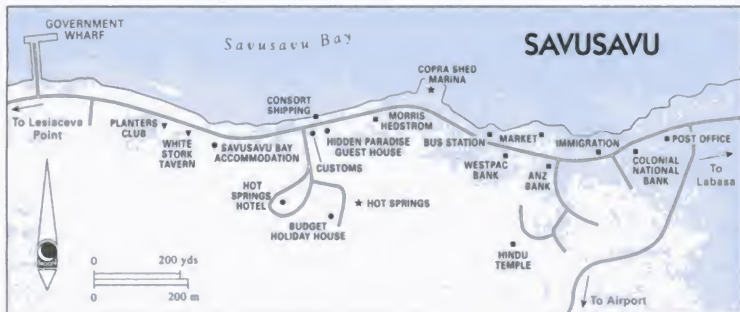 GOVERNMENT
WHARF
Savusavu Bay
SAVUSAVU
COPRA SHED
MARINA
CONSORT
SHIPPING
To Lesiaceva
Point
PLANTERS
CLUB
WHITE
STORK
TAVERN
SAVUSAVU BAY
ACCOMMODATION
MORRIS
HEDSTROM
HIDDEN PARADISE
GUEST HOUSE
CUSTOMS
BUS STATION
MARKET
IMMIGRATION
POST OFFICE
WESTPAC
BANK
ANZ
BANK
COLONIAL
NATIONAL
BANK
To
Labasa
HOT
SPRINGS
HOTEL
HOT SPRINGS
BUDGET
HOLIDAY HOUSE
HINDU
TEMPLE
MOON
0 200 yds
0 200 m
To Airport